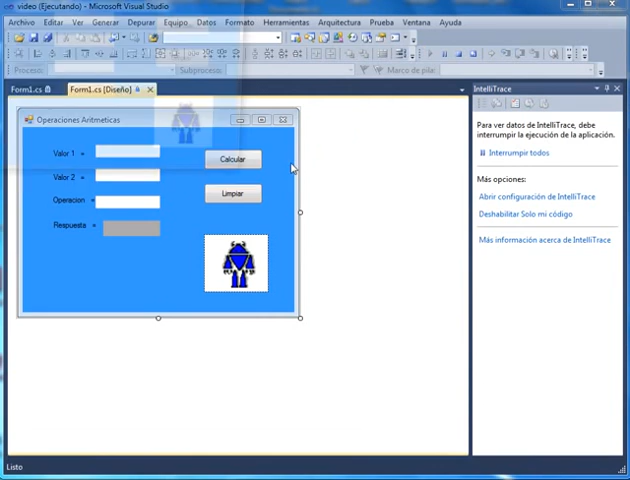 video (Ejecutando) - Microsoft Visual Studio
Archivo Editar Ver Generar Depurar Equipo Datos Formato Herramientas Arquitectura Prueba Ventana Ayuda
Proceso: Subproceso: Marco de pila:
Form1.cs Form1.cs [Diseño]
IntelliTrace
Operaciones Aritmeticas
Valor 1 =
Calcular
Valor 2 =
Limpiar
Operacion =
Respuesta =
Para ver datos de IntelliTrace, debe
interrumpir la ejecución de la aplicación.
Interrumpir todos
Más opciones:
Abrir configuración de IntelliTrace
Deshabilitar Solo mi código
Más información acerca de IntelliTrace
Listo